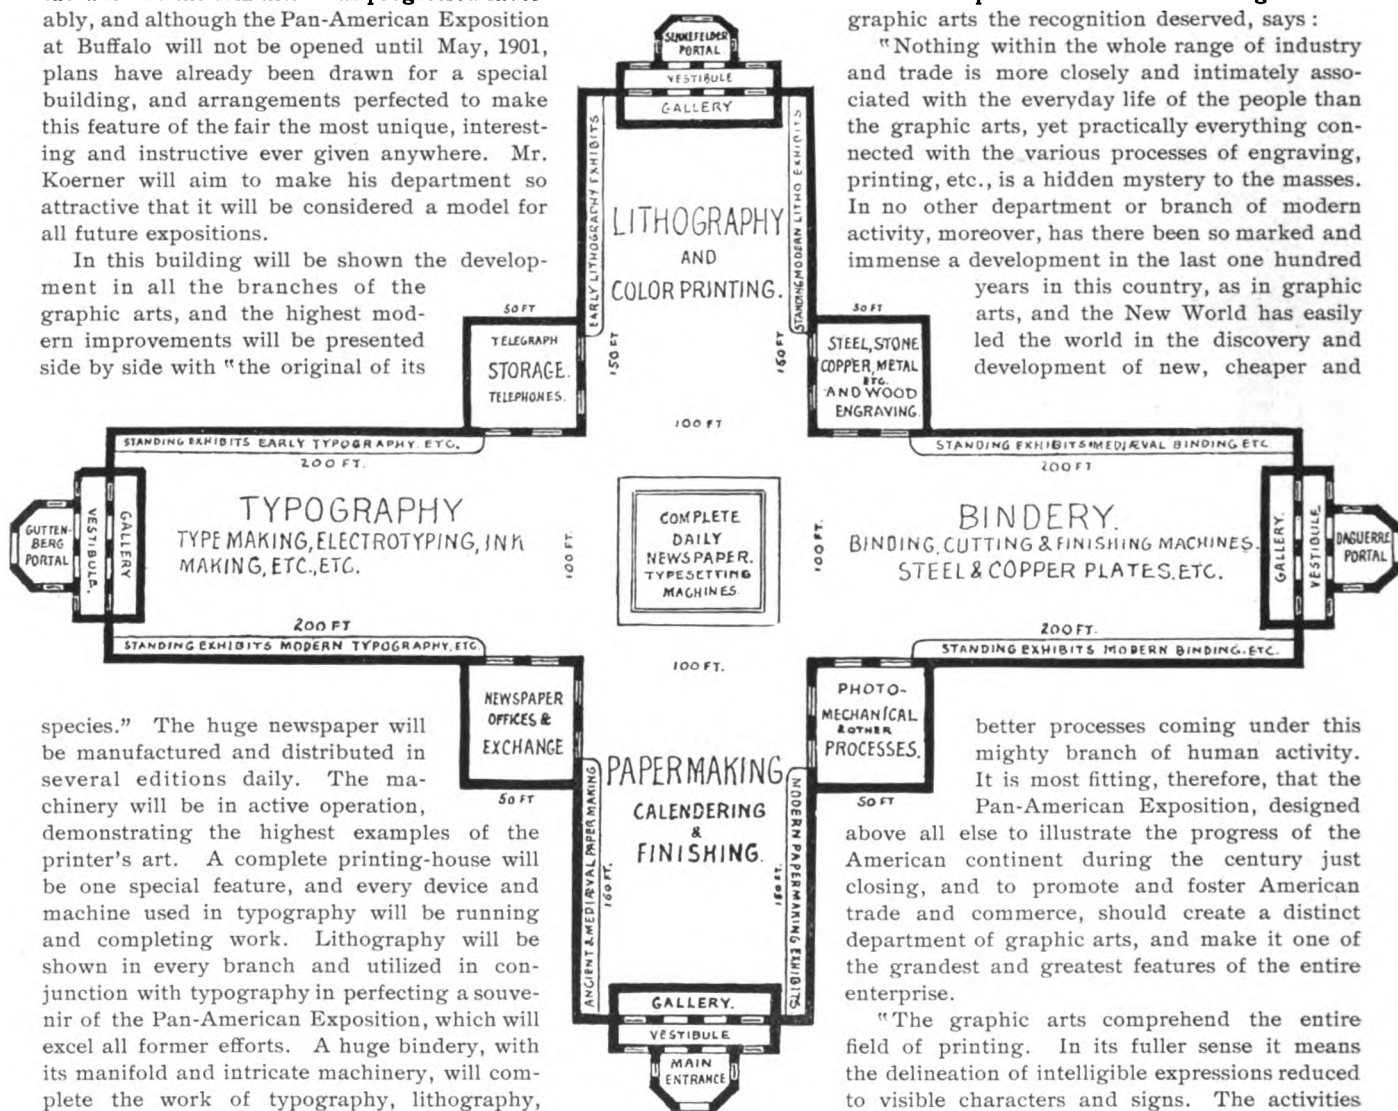 ably, and although the Pan-American Exposition
at Buffalo will not be opened until May, 1901,
plans have already been drawn for a special
building, and arrangements perfected to make
this feature of the fair the most unique, interest-
ing and instructive ever given anywhere. Mr.
Koerner will aim to make his department so
attractive that it will be considered a model for
all future expositions.
In this building will be shown the develop-
ment in all the branches of the
graphic arts, and the highest mod-
ern improvements will be presented
side by side with "the original of its
SENNEFELDER
PORTAL
VESTIBULE
GALLERY
EARLY LITHOGRAPHY EXHIBITS
STANDING MODERN LITHO EXHIBITS
LITHOGRAPHY
AND
COLOR PRINTING.
150 FT
150 FT
50 FT
TELEGRAPH
STORAGE.
TELEPHONES.
50 FT
STEEL, STONE
COPPER, METAL
ETC.
AND WOOD
ENGRAVING.
100 FT
graphic arts the recognition deserved, says :
"Nothing within the whole range of industry
and trade is more closely and intimately asso-
ciated with the everyday life of the people than
the graphic arts, yet practically everything con-
nected with the various processes of engraving,
printing, etc., is a hidden mystery to the masses.
In no other department or branch of modern
activity, moreover, has there been so marked and
immense a development in the last one hundred
years in this country, as in graphic
arts, and the New World has easily
led the world in the discovery and
development of new, cheaper and
STANDING EXHIBITS EARLY TYPOGRAPHY. ETC.
200 FT.
GUTTEN-
BERG
PORTAL
VESTIBULE.
GALLERY
TYPOGRAPHY
TYPE MAKING, ELECTROTYPING, INK
MAKING, ETC., ETC.
100 FT.
200 FT
STANDING EXHIBITS MODERN TYPOGRAPHY, ETC.
COMPLETE
DAILY
NEWSPAPER.
TYPESETTING
MACHINES.
STANDING EXHIBITS MEDIÆVAL BINDING ETC
200 FT
100 FT.
BINDERY.
BINDING, CUTTING & FINISHING MACHINES.
STEEL & COPPER PLATES. ETC.
GALLERY.
VESTIBULE.
DAGUERRE
PORTAL
200 FT.
STANDING EXHIBITS MODERN BINDING. ETC.
100 FT.
NEWSPAPER
OFFICES &
EXCHANGE
50 FT
PHOTO-
MECHANICAL
& OTHER
PROCESSES.
50 FT
PAPERMAKING
CALENDERING
&
FINISHING.
ANCIENT & MEDIÆVAL PAPER MAKING
MODERN PAPERMAKING EXHIBITS
GALLERY.
VESTIBULE
MAIN
ENTRANCE
species." The huge newspaper will
be manufactured and distributed in
several editions daily. The ma-
chinery will be in active operation,
demonstrating the highest examples of the
printer's art. A complete printing-house will
be one special feature, and every device and
machine used in typography will be running
and completing work. Lithography will be
shown in every branch and utilized in con-
junction with typography in perfecting a souve-
nir of the Pan-American Exposition, which will
excel all former efforts. A huge bindery, with
its manifold and intricate machinery, will com-
plete the work of typography, lithography,
better processes coming under this
mighty branch of human activity.
It is most fitting, therefore, that the
Pan-American Exposition, designed
above all else to illustrate the progress of the
American continent during the century just
closing, and to promote and foster American
trade and commerce, should create a distinct
department of graphic arts, and make it one of
the grandest and greatest features of the entire
enterprise.
"The graphic arts comprehend the entire
field of printing. In its fuller sense it means
the delineation of intelligible expressions reduced
to visible characters and signs. The activities